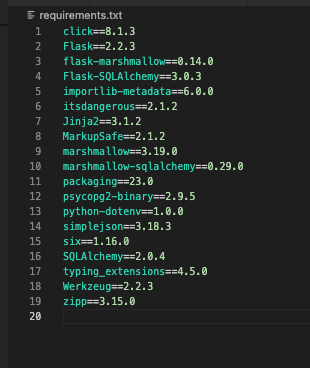 requirements.txt
1 click==8.1.3
2 Flask==2.2.3
3 flask-marshmallow==0.14.0
4 Flask-SQLAlchemy==3.0.3
5 importlib-metadata==6.0.0
6 itsdangerous==2.1.2
7 Jinja2==3.1.2
8 MarkupSafe==2.1.2
9 marshmallow==3.19.0
10 marshmallow-sqlalchemy==0.29.0
11 packaging==23.0
12 psycopg2-binary==2.9.5
13 python-dotenv==1.0.0
14 simplejson==3.18.3
15 six==1.16.0
16 SQLAlchemy==2.0.4
17 typing_extensions==4.5.0
18 Werkzeug==2.2.3
19 zipp==3.15.0
20